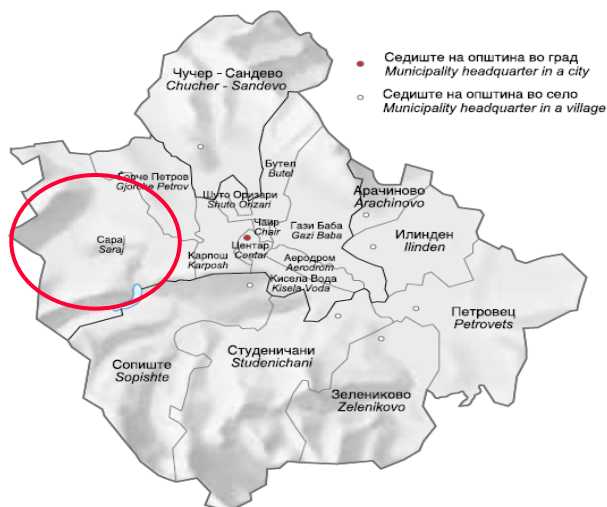 Седиште на општина во град
Municipality headquarter in a city
Седиште на општина во село
Municipality headquarter in a village
Чучер - Сандево
Chucher - Sandevo
Ѓорче Петров
Gjorche Petrov
Бутел
Butel
Шуто Оризари
Shuto Orizari
Арачиново
Arachinovo
Чаир
Chair
Гази Баба
Gazi Baba
Илинден
Ilinden
Сарај
Saraj
Карпош
Karposh
Центар
Centar
Аеродром
Aerodrom
Кисела Вода
Kisela Voda
Петровец
Petrovets
Сопиште
Sopishte
Студеничани
Studenichani
Зелениково
Zelenikovo